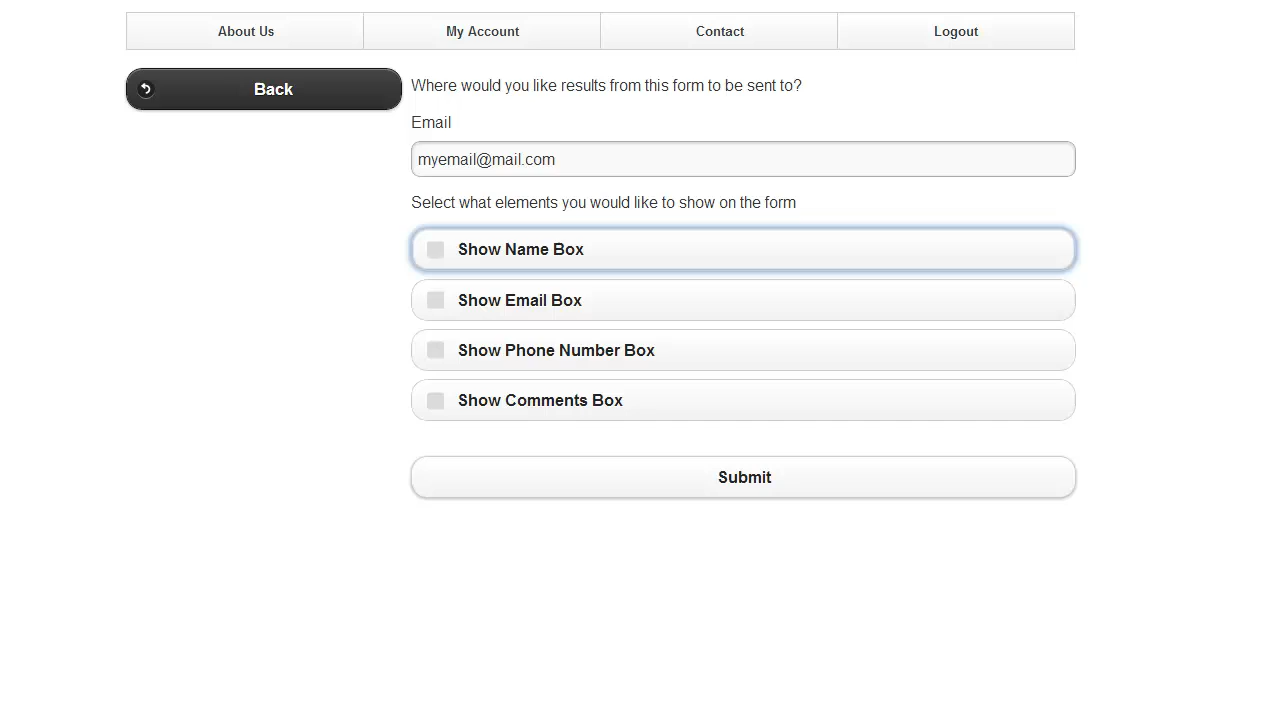 About Us My Account Contact Logout
Back
Where would you like results from this form to be sent to?
Email
myemail@mail.com
Select what elements you would like to show on the form
Show Name Box
Show Email Box
Show Phone Number Box
Show Comments Box
Submit